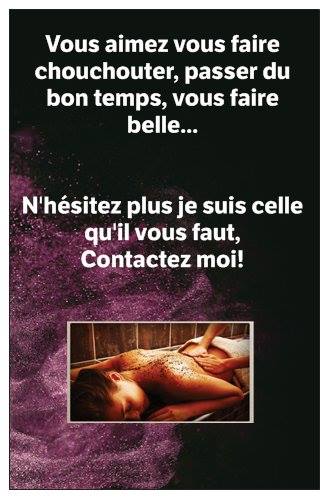 Vous aimez vous faire
chouchouter, passer du
bon temps, vous faire
belle...
N'hésitez plus je suis celle
qu'il vous faut,
Contactez moi!